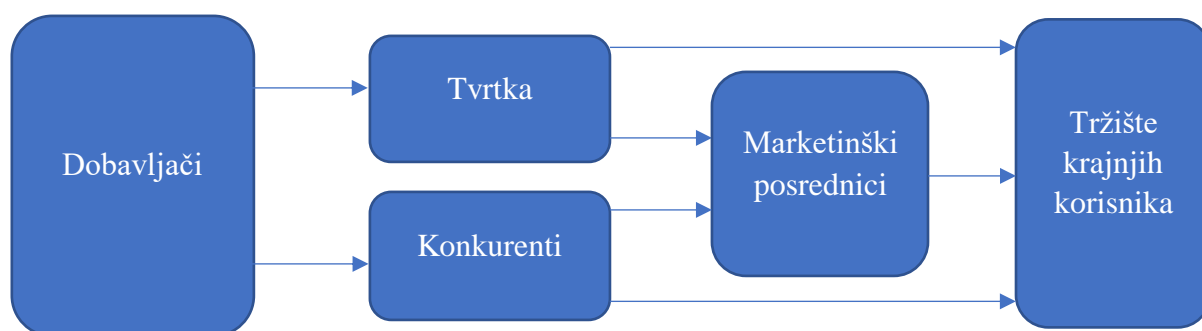 Dobavljači
Tvrtka
Konkurenti
Marketinški
posrednici
Tržište
krajnjih
korisnika